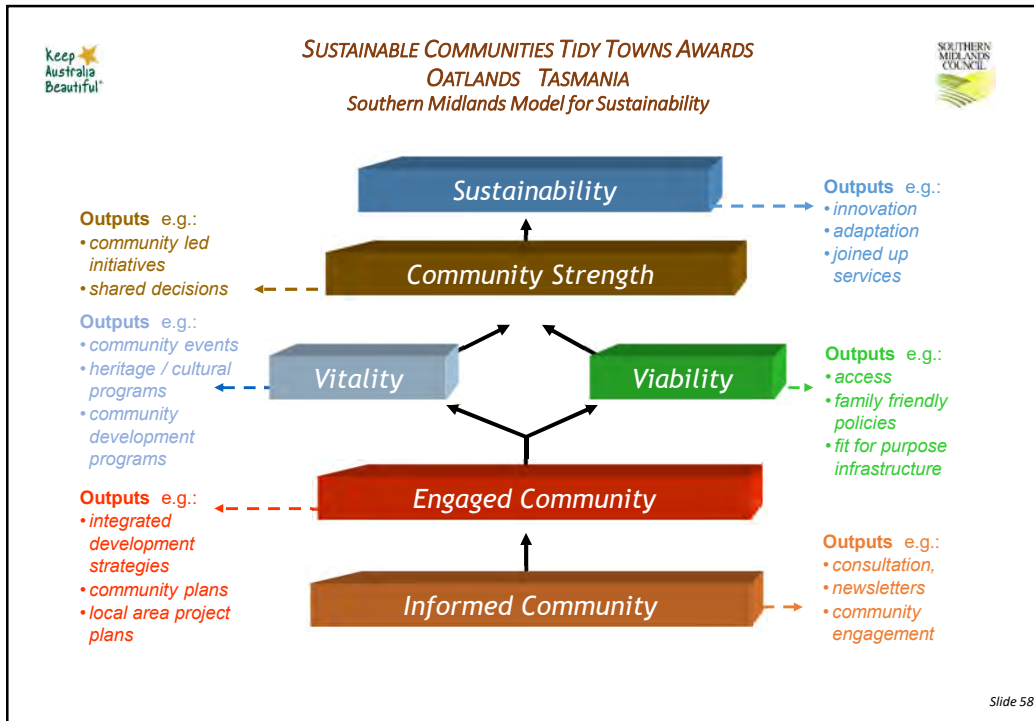 Keep
Australia
Beautiful
SUSTAINABLE COMMUNITIES TIDY TOWNS AWARDS
OATLANDS TASMANIA
Southern Midlands Model for Sustainability
SOUTHERN
MIDLANDS
COUNCIL
Sustainability
Outputs e.g.:
• innovation
• adaptation
• joined up
services
Outputs e.g.:
• community led
initiatives
• shared decisions
Community Strength
Outputs e.g.:
• community events
• heritage / cultural
programs
• community
development
programs
Vitality
Viability
Outputs e.g.:
• access
• family friendly
policies
• fit for purpose
infrastructure
Outputs e.g.:
• integrated
development
strategies
• community plans
• local area project
plans
Engaged Community
Informed Community
Outputs e.g.:
• consultation,
• newsletters
• community
engagement
Slide 58